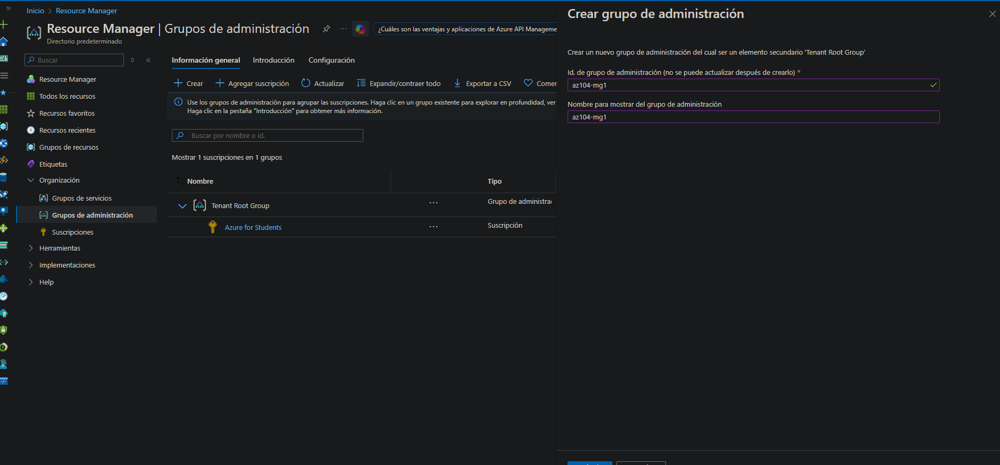 Inicio > Resource Manager
Resource Manager | Grupos de administración
Directorio predeterminado
¿Cuáles son las ventajas y aplicaciones de Azure API Manageme
Buscar
Resource Manager
Todos los recursos
Recursos favoritos
Recursos recientes
Grupos de recursos
Etiquetas
Organización
Grupos de servicios
Grupos de administración
Suscripciones
Herramientas
Implementaciones
Help
Información general
Introducción
Configuración
Crear
Agregar suscripción
Actualizar
Expandir/contraer todo
Exportar a CSV
Comer
Use los grupos de administración para agrupar las suscripciones. Haga clic en un grupo existente para explorar en profundidad, ver
Haga clic en la pestaña "Introducción" para obtener más información.
Buscar por nombre o id.
Mostrar 1 suscripciones en 1 grupos
Nombre
Tipo
Tenant Root Group
Grupo de administra
Azure for Students
Suscripción
Crear grupo de administración
Crear un nuevo grupo de administración del cual ser un elemento secundario 'Tenant Root Group'
Id. de grupo de administración (no se puede actualizar después de crearlo) *
az104-mg1
Nombre para mostrar del grupo de administración
az104-mg1